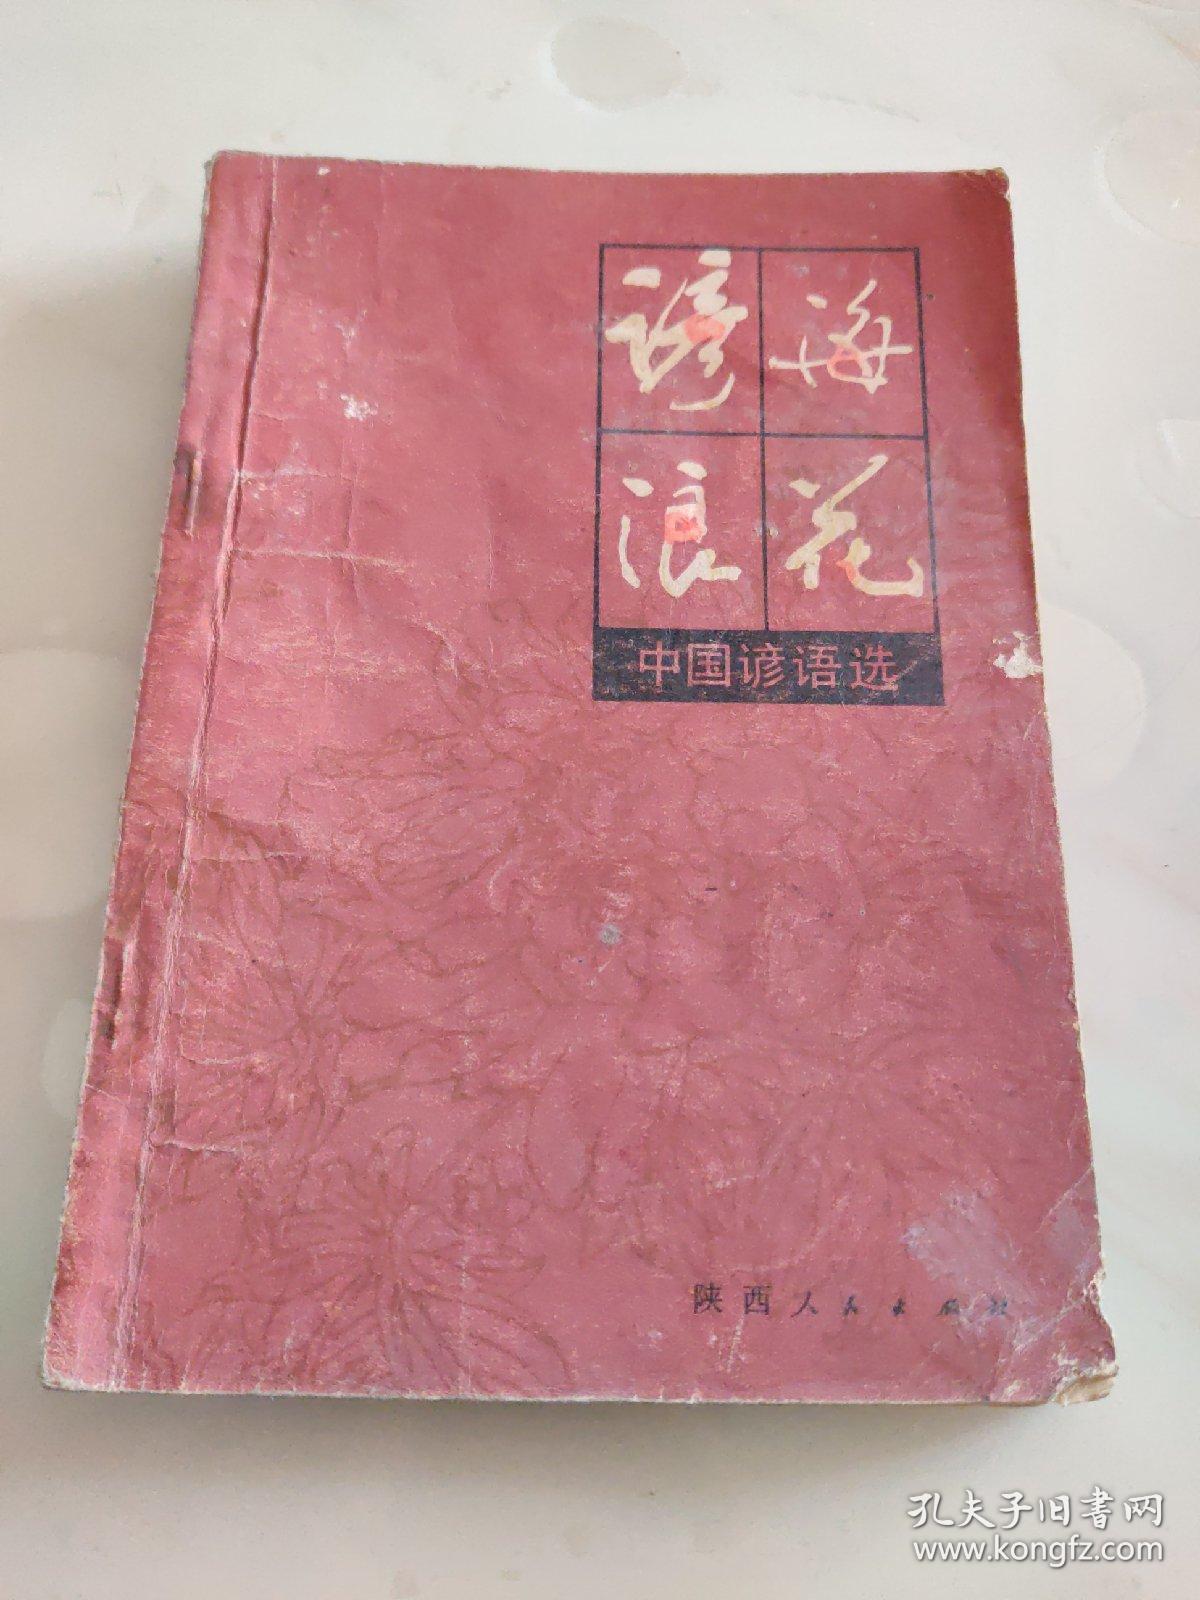 谚海
浪花
中国谚语选
陕西人民出版社
孔夫子旧书网
www.kongfz.com